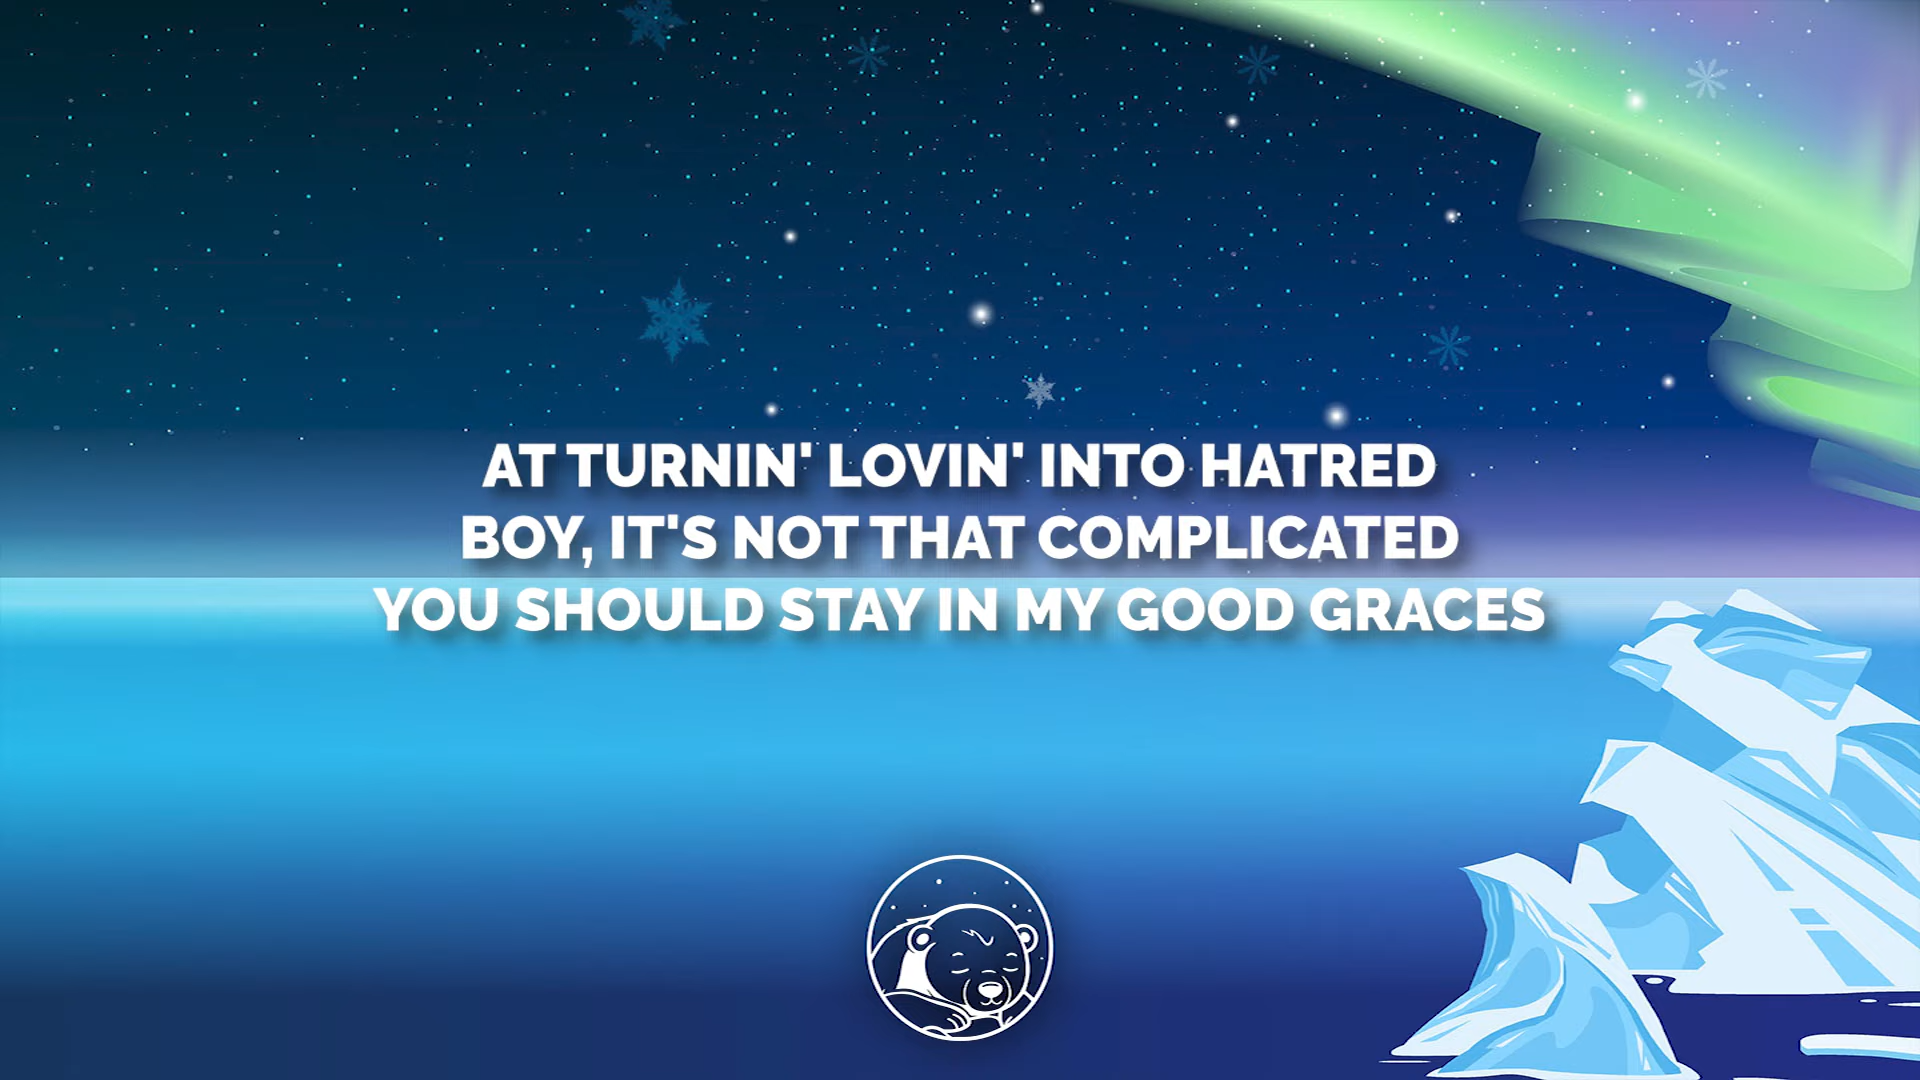 AT TURNIN' LOVIN' INTO HATRED
BOY, IT'S NOT THAT COMPLICATED
YOU SHOULD STAY IN MY GOOD GRACES